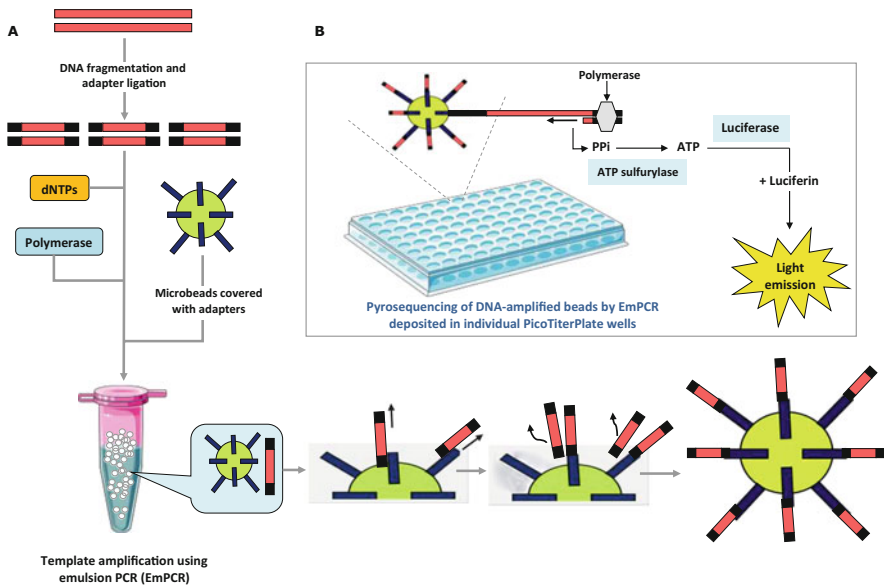 A
DNA fragmentation and
adapter ligation
dNTPs
Polymerase
Microbeads covered
with adapters
Template amplification using
emulsion PCR (EmPCR)
B
Polymerase
PPi
ATP
Luciferase
ATP sulfurylase
+ Luciferin
Light
emission
Pyrosequencing of DNA-amplified beads by EmPCR
deposited in individual PicoTiterPlate wells